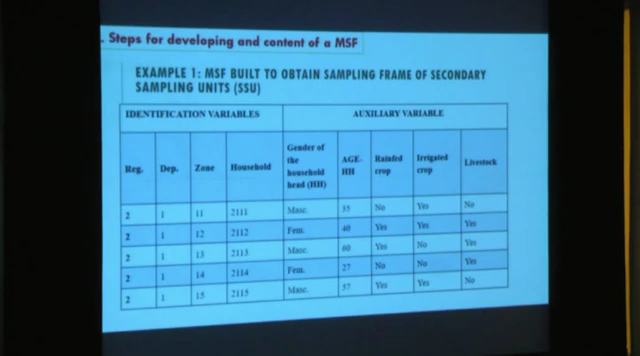 . Steps for developing and content of a MSF
EXAMPLE 1: MSF BUILT TO OBTAIN SAMPLING FRAME OF SECONDARY
SAMPLING UNITS (SSU)
IDENTIFICATION VARIABLES AUXILIARY VARIABLE
Reg. Dep. Zone Household Gender of the household head (HH) AGE-HH Rainfed crop Irrigated crop Livestock
2 1 11 2111 Masc. 35 No Yes No
2 1 12 2112 Fem. 40 Yes Yes Yes
2 1 13 2113 Masc. 60 Yes No Yes
2 1 14 2114 Fem. 27 No No Yes
2 1 15 2115 Masc. 57 Yes Yes No